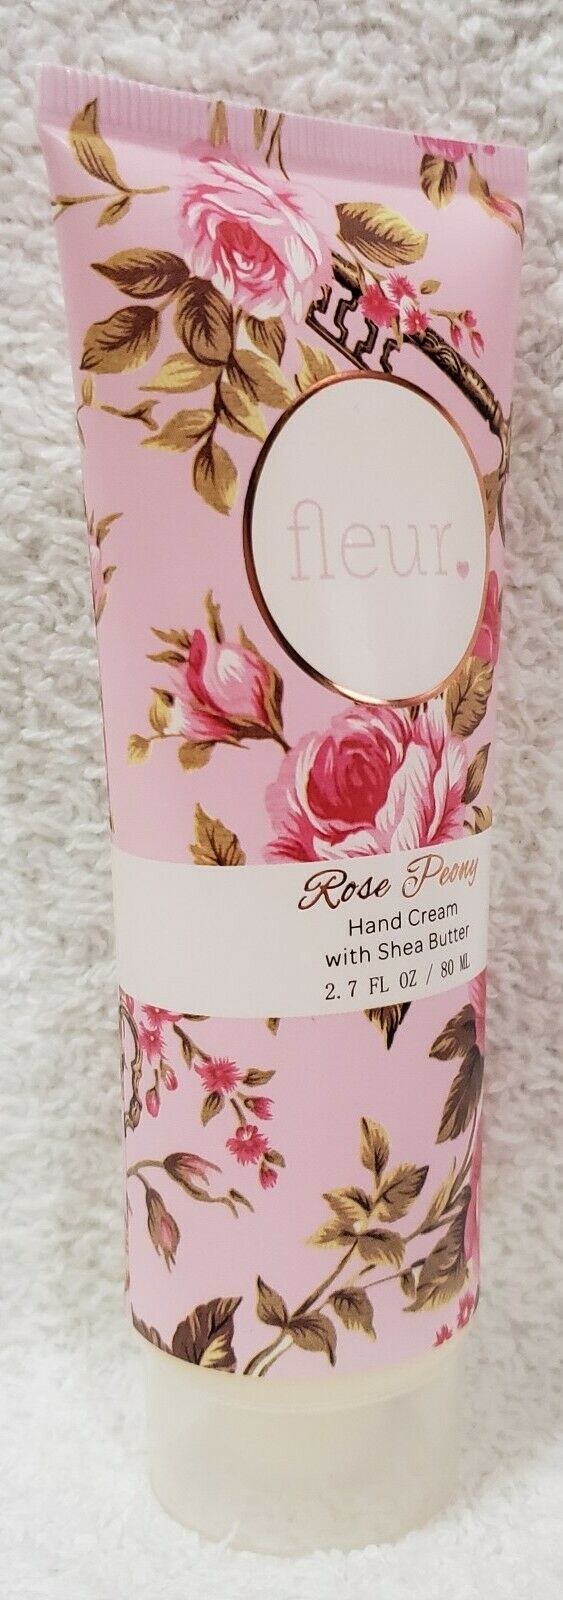 fleur.
Rose Peony
Hand Cream
with Shea Butter
2.7 FL OZ / 80 ML